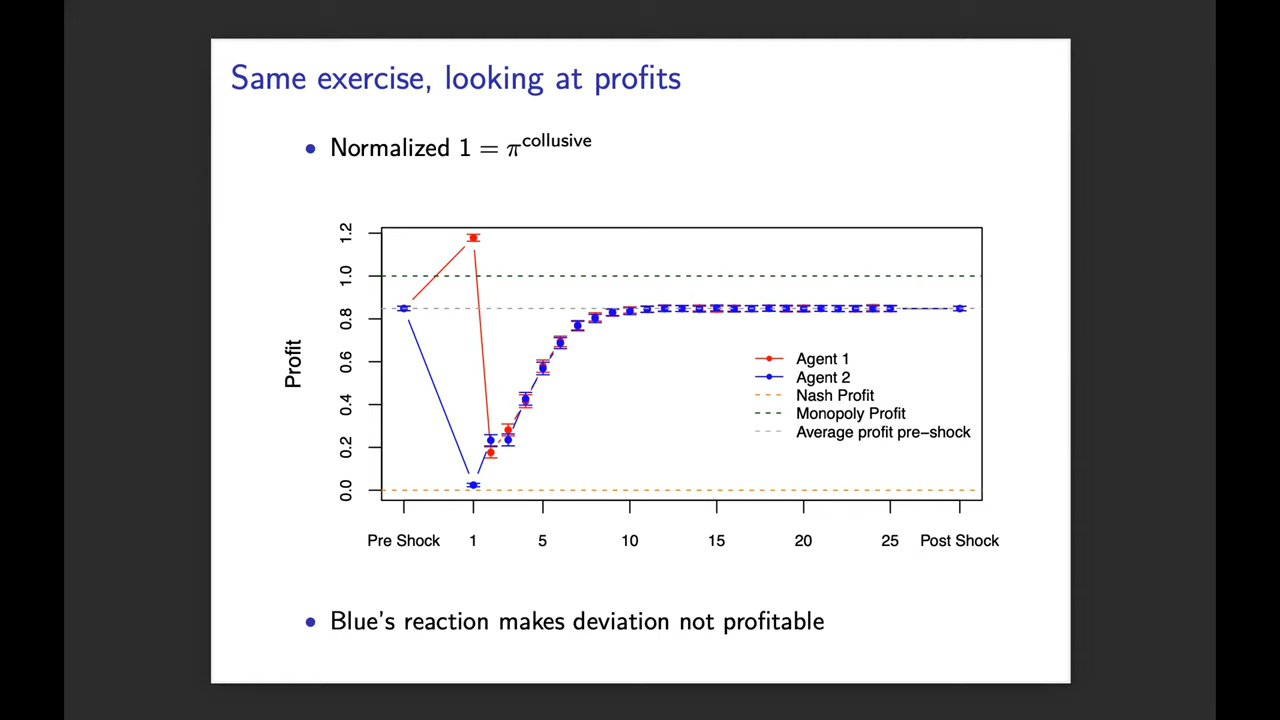 Same exercise, looking at profits
• Normalized 1 = π^collusive
1.2
1.0
0.8
0.6
0.4
0.2
0.0
Profit
Agent 1
Agent 2
Nash Profit
Monopoly Profit
Average profit pre−shock
Pre Shock 1 5 10 15 20 25 Post Shock
• Blue's reaction makes deviation not profitable